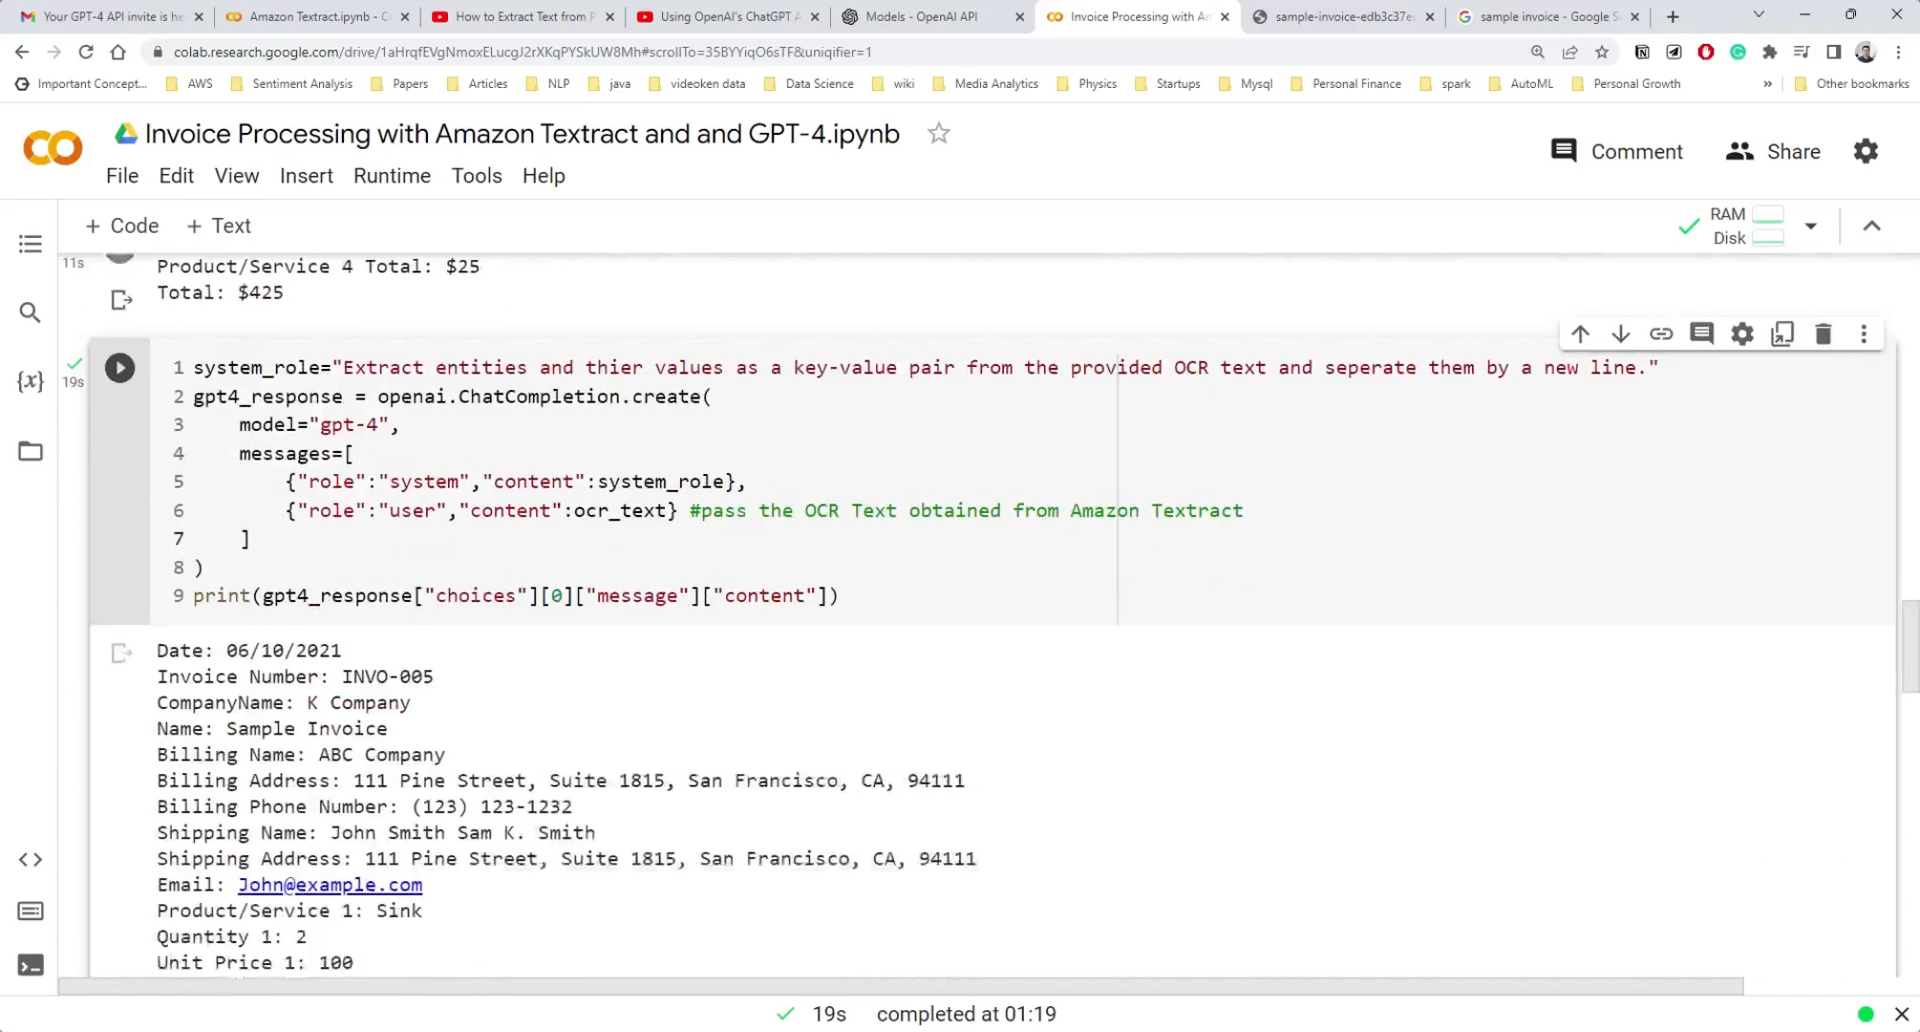 Your GPT-4 API invite is he
Amazon Textract.ipynb - C
How to Extract Text from P
Using OpenAI's ChatGPT A
Models - OpenAI API
Invoice Processing with Am
sample-invoice-edb3c37e
sample invoice - Google S
colab.research.google.com/drive/1aHrqfEVgNmoxELucgJ2rXKqPYSkUW8Mh#scrollTo=35BYYiqO6sTF&uniqifier=1
Important Concept... AWS Sentiment Analysis Papers Articles NLP java videoken data Data Science wiki Media Analytics Physics Startups Mysql Personal Finance spark AutoML Personal Growth » Other bookmarks
Invoice Processing with Amazon Textract and and GPT-4.ipynb
Comment Share
File Edit View Insert Runtime Tools Help
+ Code + Text
RAM
Disk
11s
Product/Service 4 Total: $25
Total: $425
19s
1 system_role="Extract entities and thier values as a key-value pair from the provided OCR text and seperate them by a new line."
2 gpt4_response = openai.ChatCompletion.create(
3 model="gpt-4",
4 messages=[
5 {"role":"system","content":system_role},
6 {"role":"user","content":ocr_text} #pass the OCR Text obtained from Amazon Textract
7 ]
8 )
9 print(gpt4_response["choices"][0]["message"]["content"])
{x}
Date: 06/10/2021
Invoice Number: INVO-005
CompanyName: K Company
Name: Sample Invoice
Billing Name: ABC Company
Billing Address: 111 Pine Street, Suite 1815, San Francisco, CA, 94111
Billing Phone Number: (123) 123-1232
Shipping Name: John Smith Sam K. Smith
Shipping Address: 111 Pine Street, Suite 1815, San Francisco, CA, 94111
Email: John@example.com
Product/Service 1: Sink
Quantity 1: 2
Unit Price 1: 100
19s completed at 01:19